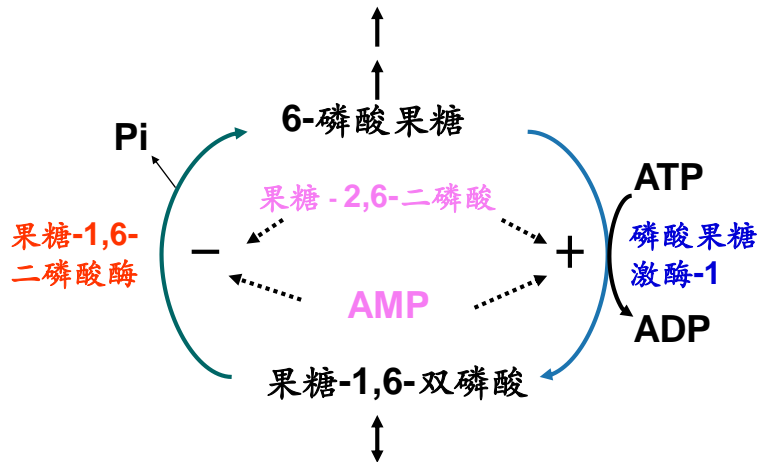 6-磷酸果糖
Pi
果糖 - 2,6-二磷酸
ATP
果糖-1,6-
二磷酸酶
−
+
磷酸果糖
激酶-1
AMP
ADP
果糖-1,6-双磷酸